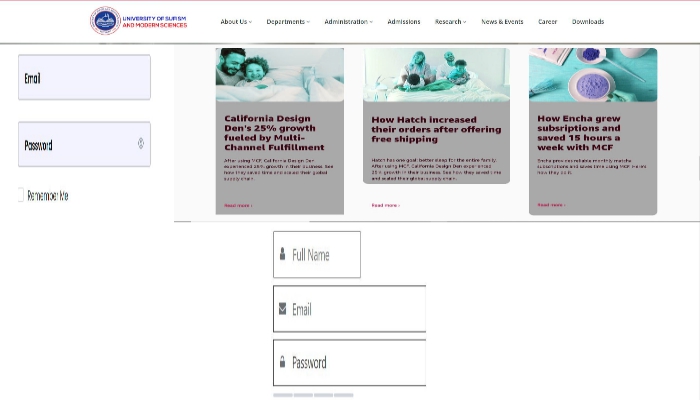 UNIVERSITY OF SUFISM
AND MODERN SCIENCES
About Us
Departments
Administration
Admissions
Research
News & Events
Career
Downloads
Email
Password
Remember Me
California Design
Den's 25% growth
fueled by Multi-
Channel Fulfillment
After using MCF, California Design Den
experienced 25% growth in their business. See
how they saved time and scaled their global
supply chain.
Read more ›
How Hatch increased
their orders after offering
free shipping
Hatch has one goal: better sleep for the entire family.
After using MCF, California Design Den experienced
25% growth in their business. See how they saved time
and scaled their global supply chain.
Read more ›
How Encha grew
subsriptions and
saved 15 hours a
week with MCF
Encha provides reliable monthly matcha
subscriptions and saves time using MCF. Here's
how they do it.
Read more ›
Full Name
Email
Password